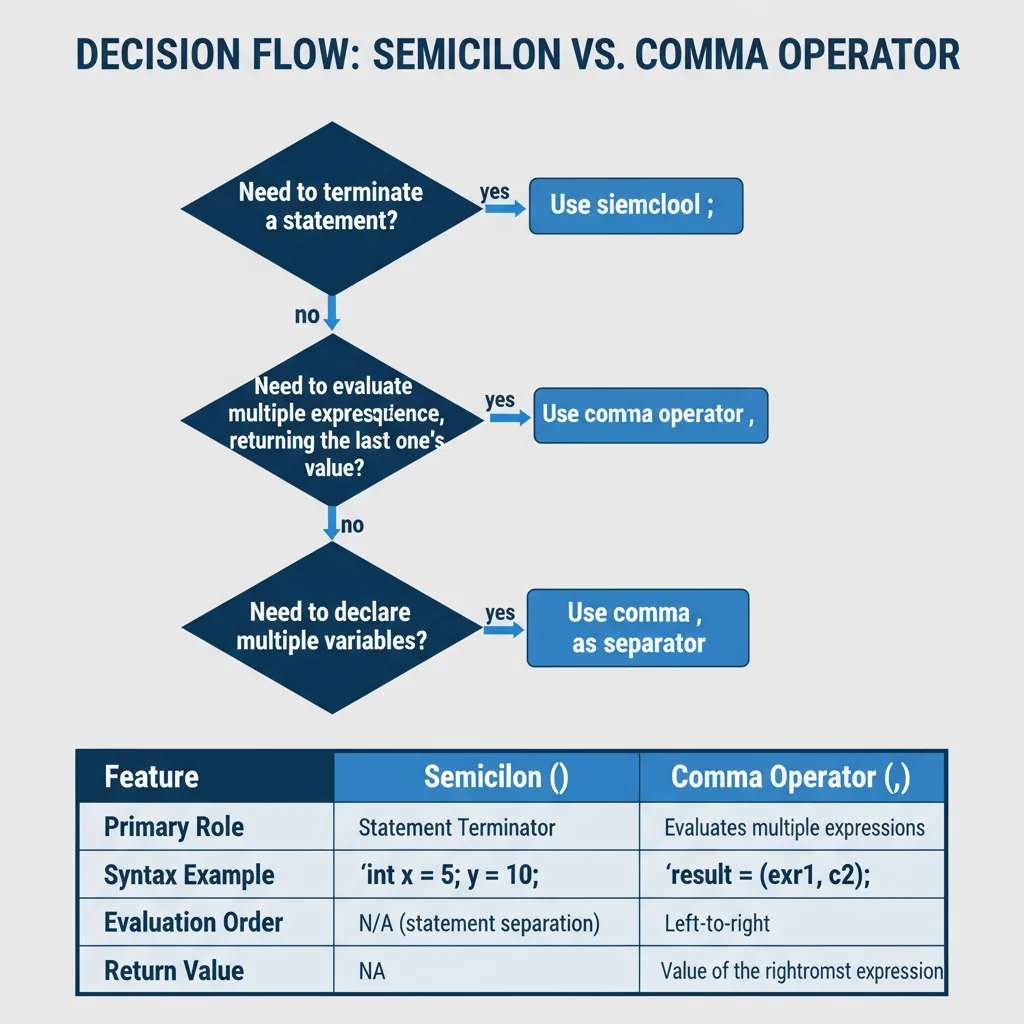 DECISION FLOW: SEMICILON VS. COMMA OPERATOR
Need to terminate
a statement?
yes
Use siemclool ;
no
Need to evaluate
multiple expresquence,
returning the last one's
value?
yes
Use comma operator ,
no
Need to declare
multiple variables?
yes
Use comma ,
as separator
Feature
Semicilon ()
Comma Operator (,)
Primary Role
Statement Terminator
Evaluates multiple expressions
Syntax Example
‘int x = 5; y = 10;
‘result = (exr1, c2);
Evaluation Order
N/A (statement separation)
Left-to-right
Return Value
NA
Value of the rightromst expression